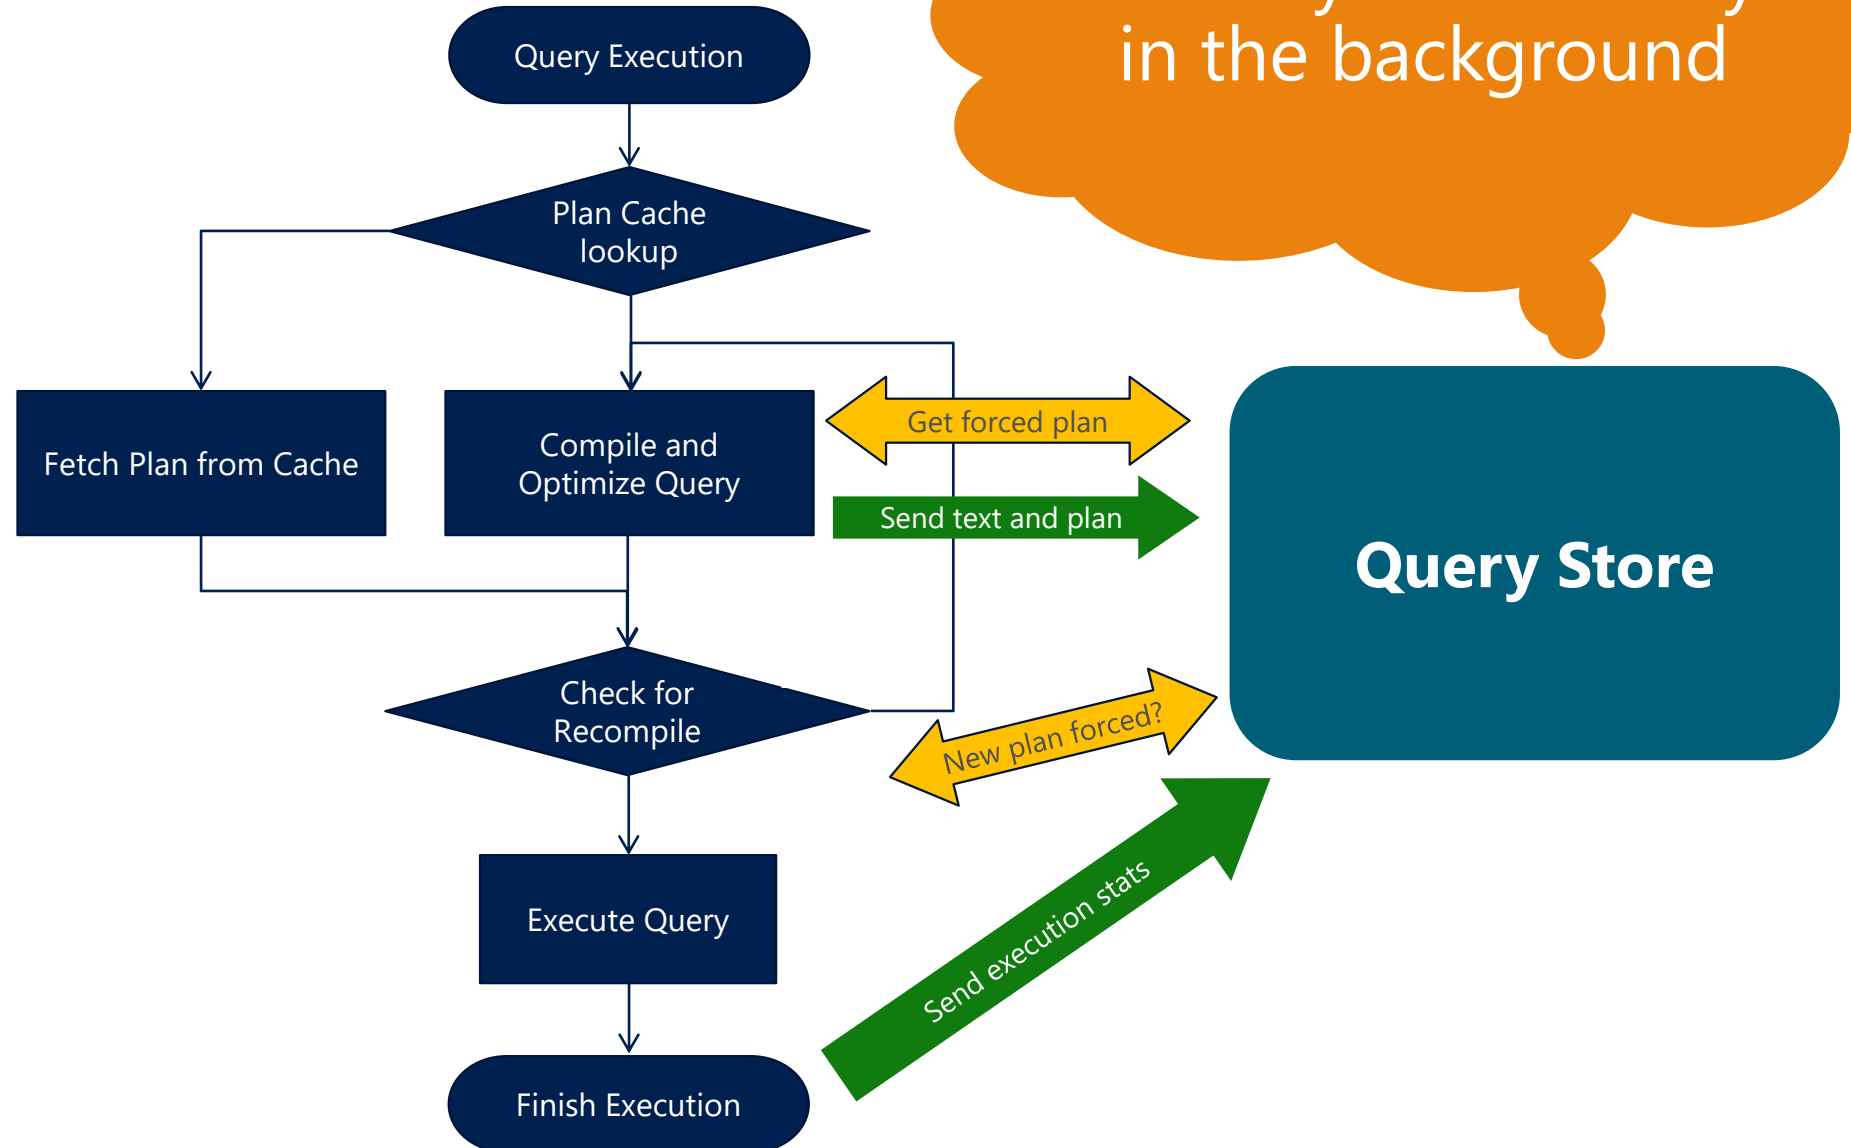 in the background
Query Execution
Plan Cache
lookup
Fetch Plan from Cache
Compile and
Optimize Query
Get forced plan
Send text and plan
Query Store
Check for
Recompile
New plan forced?
Execute Query
Send execution stats
Finish Execution